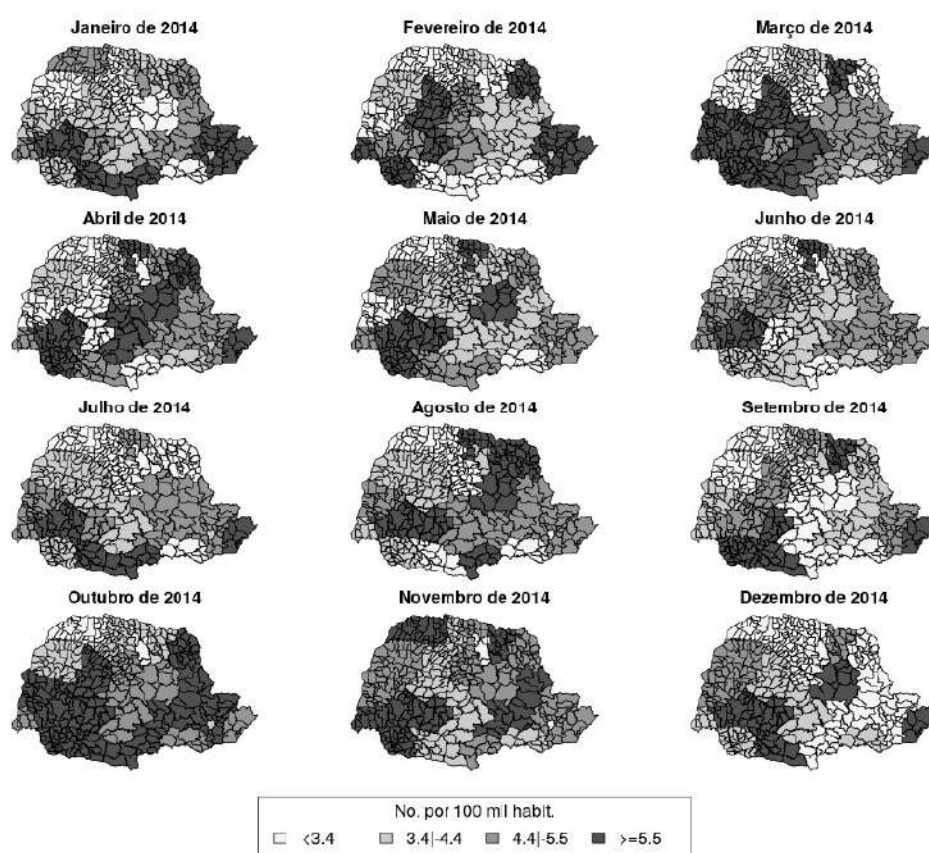 Janeiro de 2014
Fevereiro de 2014
Março de 2014
Abril de 2014
Maio de 2014
Junho de 2014
Julho de 2014
Agosto de 2014
Setembro de 2014
Outubro de 2014
Novembro de 2014
Dezembro de 2014
No. por 100 mil habit.
<3.4
3.4|-4.4
4.4|-5.5
>=5.5